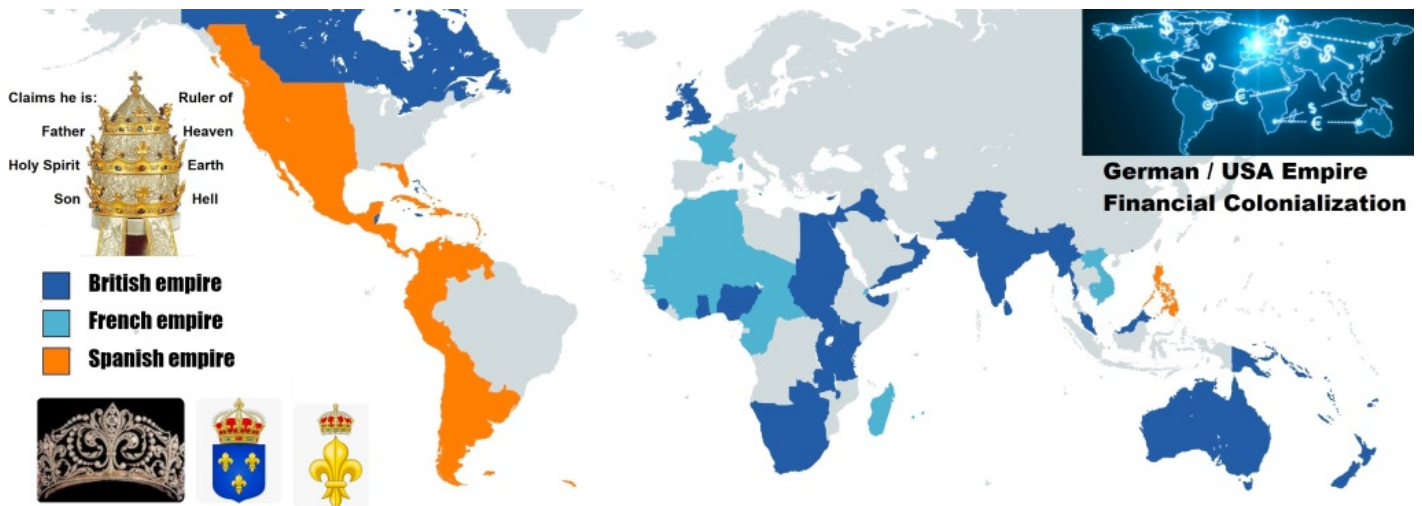 Claims he is:
Ruler of
Father
Heaven
Holy Spirit
Earth
Son
Hell
British empire
French empire
Spanish empire
$ $
$
€ $ $
€
$
€
German / USA Empire
Financial Colonialization